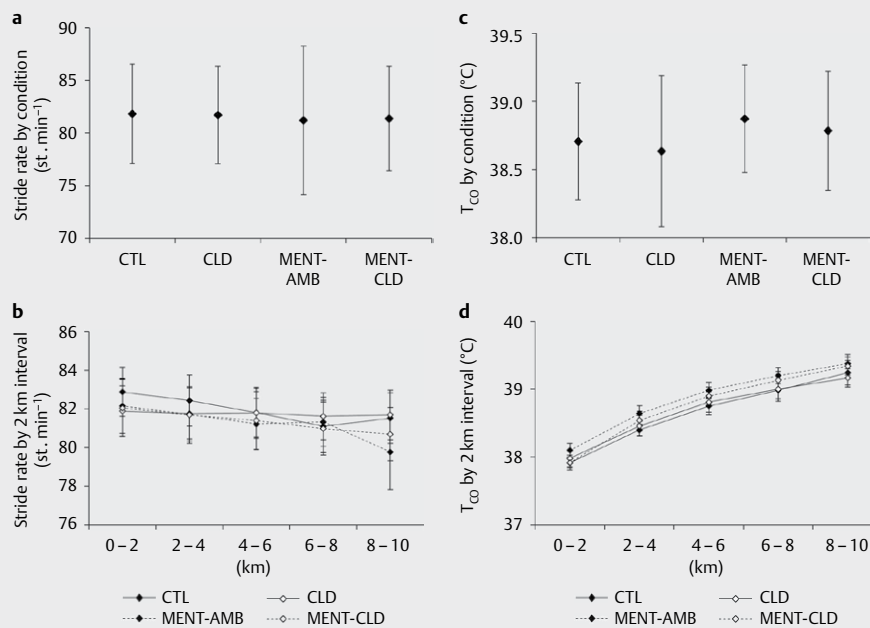 a
Stride rate by condition
(st . min⁻¹)
90
85
80
75
70
CTL
CLD
MENT-
AMB
MENT-
CLD
c
T_CO by condition (°C)
39.5
39.0
38.5
38.0
CTL
CLD
MENT-
AMB
MENT-
CLD
b
Stride rate by 2 km interval
(st . min⁻¹)
86
84
82
80
78
76
0 – 2
2 – 4
4 – 6
6 – 8
8 – 10
(km)
CTL
CLD
MENT-AMB
MENT-CLD
d
T_CO by 2 km interval (°C)
40
39
38
37
0 – 2
2 – 4
4 – 6
6 – 8
8 – 10
(km)
CTL
CLD
MENT-AMB
MENT-CLD